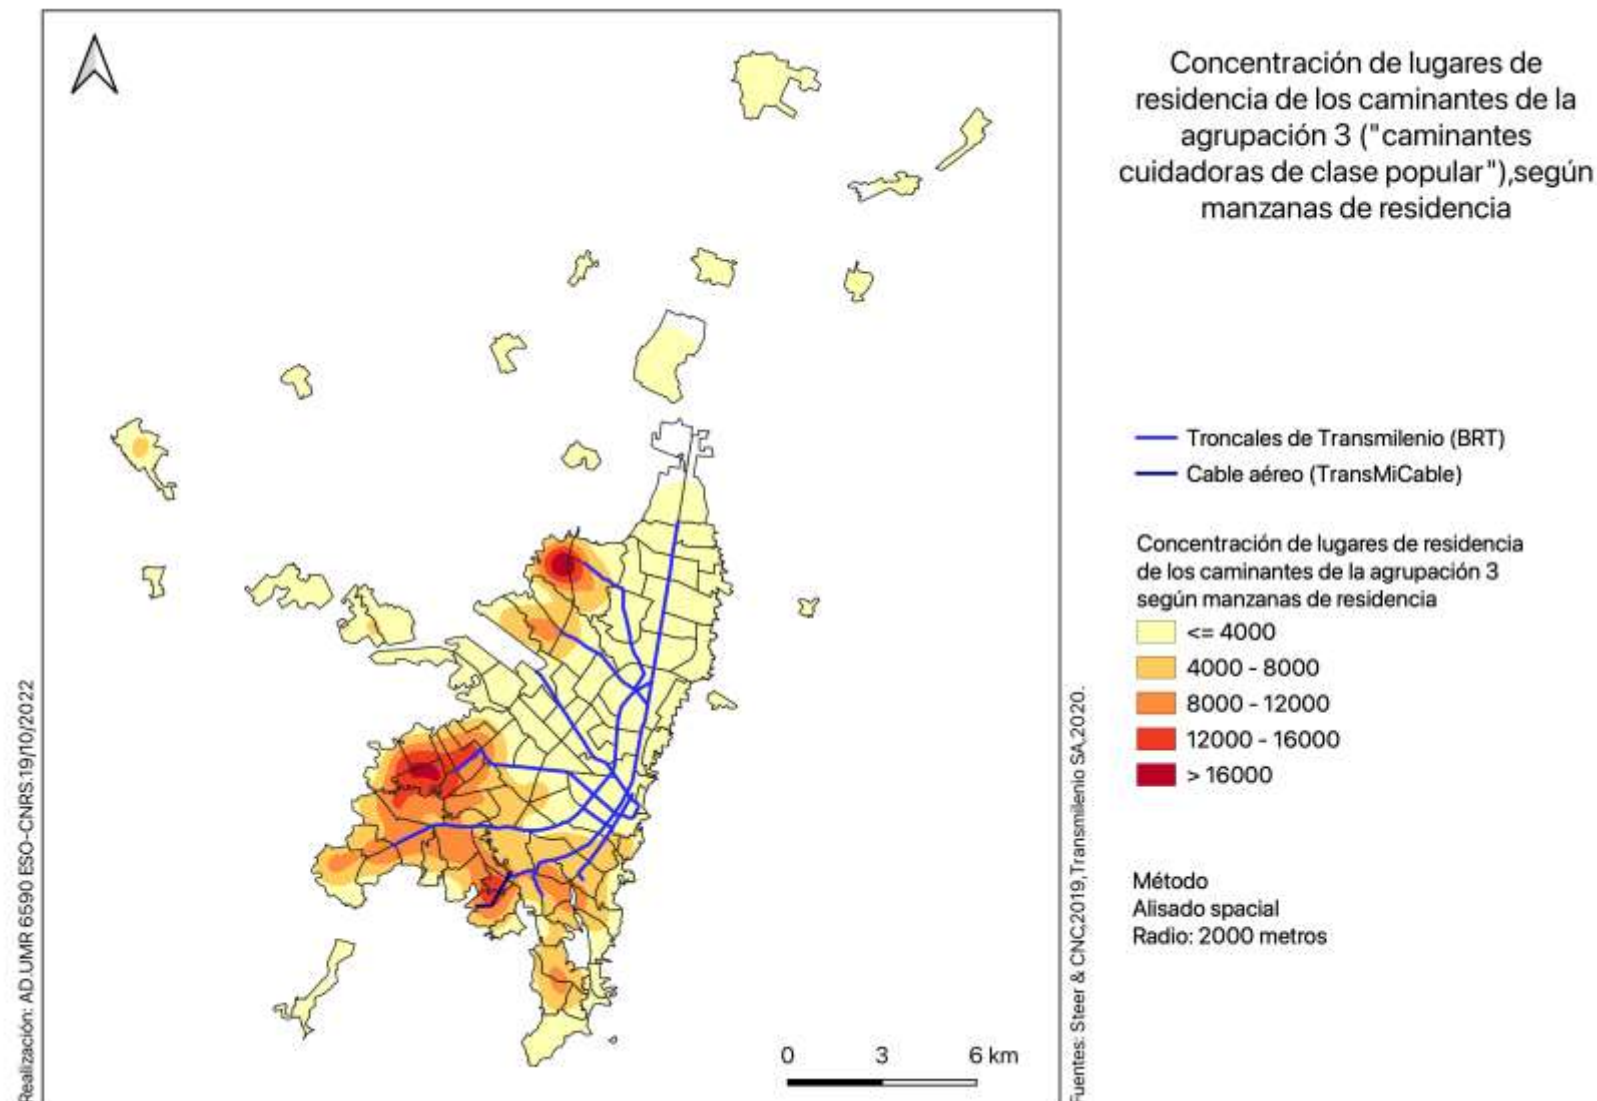 Concentración de lugares de
residencia de los caminantes de la
agrupación 3 ("caminantes
cuidadoras de clase popular"),según
manzanas de residencia
Troncales de Transmilenio (BRT)
Cable aéreo (TransMiCable)
Concentración de lugares de residencia
de los caminantes de la agrupación 3
según manzanas de residencia
<= 4000
4000 - 8000
8000 - 12000
12000 - 16000
> 16000
Método
Alisado spacial
Radio: 2000 metros
0 3 6 km
Realización: AD.UMR 6590 ESO-CNRS.19/10/2022
Fuentes: Steer & CNC,2019,Transmilenio SA,2020.